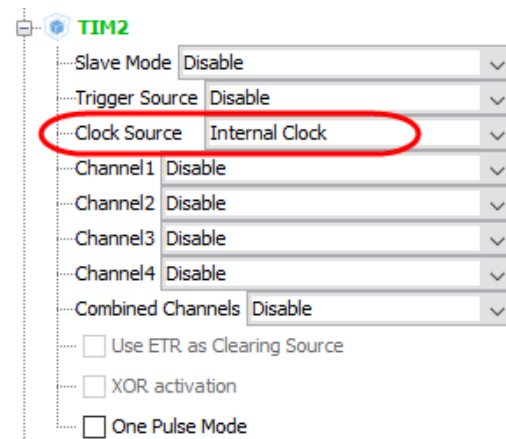 TIM2
Slave Mode Disable
Trigger Source Disable
Clock Source Internal Clock
Channel1 Disable
Channel2 Disable
Channel3 Disable
Channel4 Disable
Combined Channels Disable
Use ETR as Clearing Source
XOR activation
One Pulse Mode